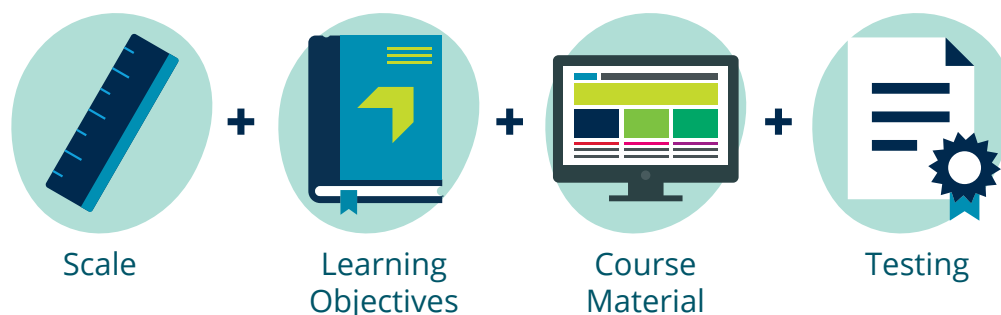 Scale
Learning
Objectives
Course
Material
Testing